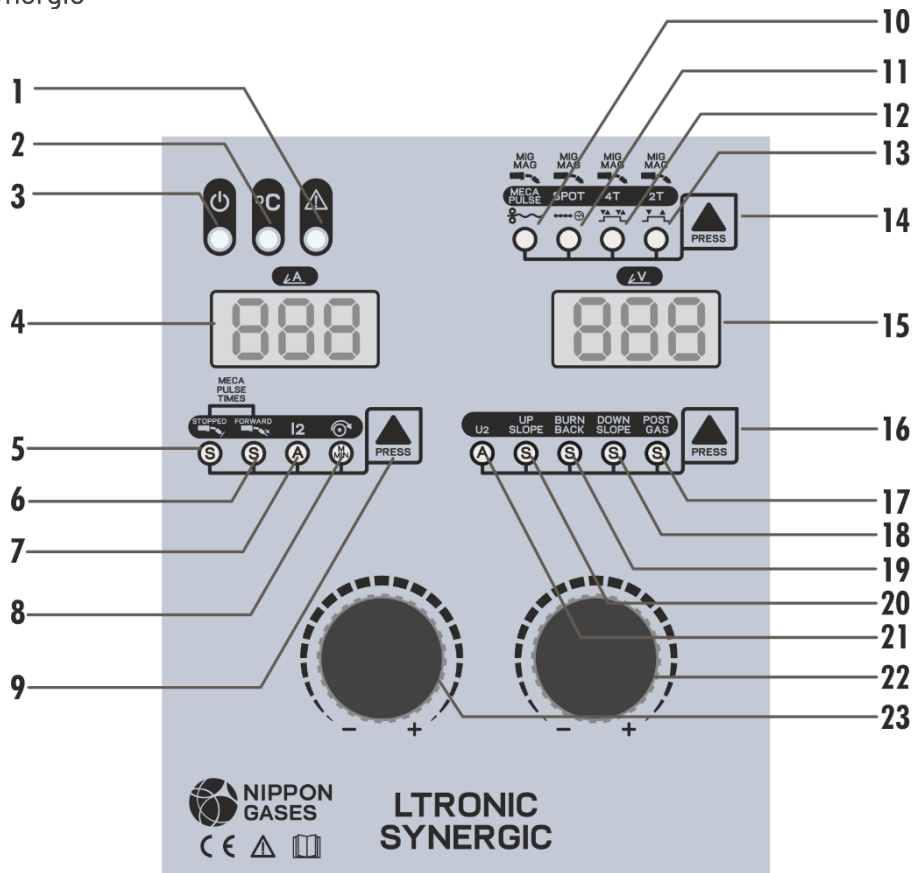 10
11
1
12
2
13
3
MIG MAG MIG MAG MIG MAG MIG MAG
MECA PULSE SPOT 4T 2T
°C
PRESS
14
A
V
4
888
888
15
MECA PULSE TIMES
STOPPED FORWARD I2
PRESS
U2 UP SLOPE BURN BACK DOWN SLOPE POST GAS
PRESS
16
5
S S A M MIN
A S S S S
6
17
7
18
8
19
20
21
9
22
23
- +
- +
NIPPON
GASES
LTRONIC
SYNERGIC
CE